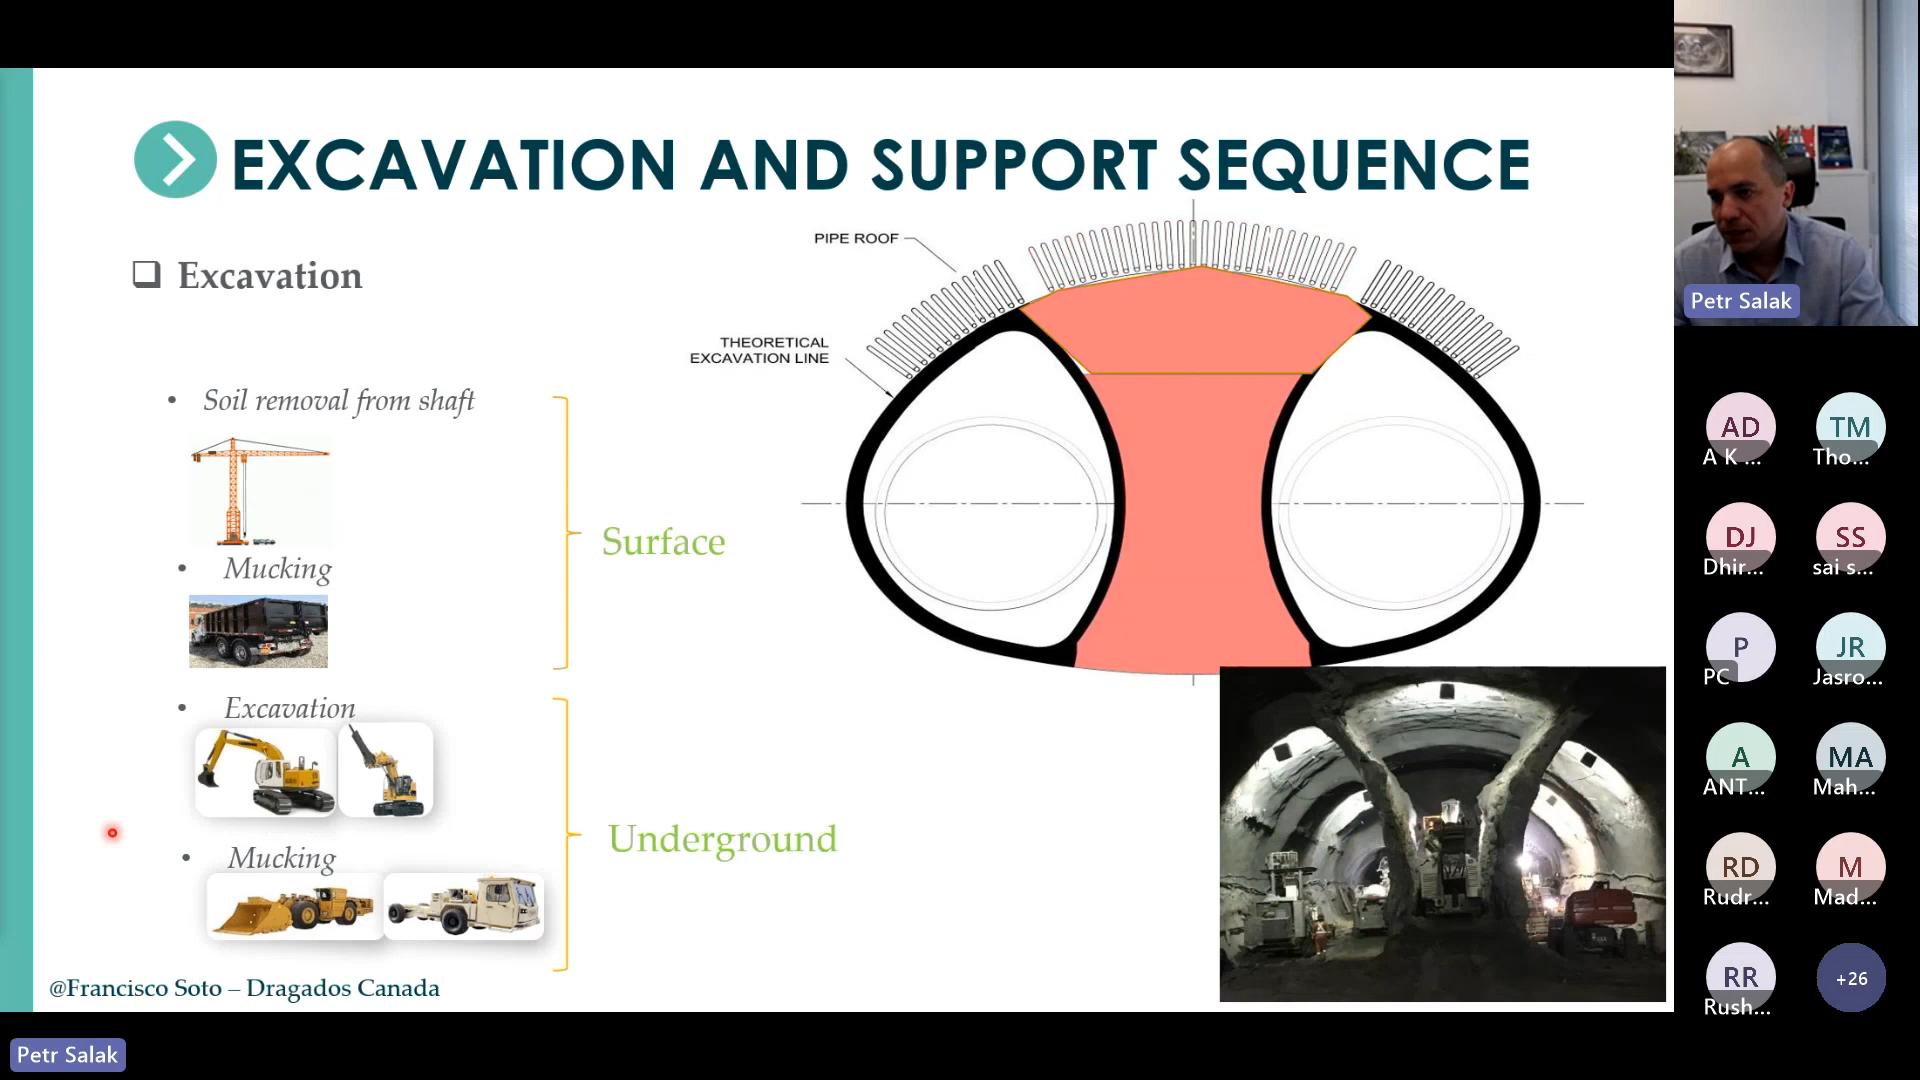 EXCAVATION AND SUPPORT SEQUENCE
Excavation
PIPE ROOF
THEORETICAL
EXCAVATION LINE
• Soil removal from shaft
• Mucking
Surface
• Excavation
• Mucking
Underground
@Francisco Soto – Dragados Canada
Petr Salak
Petr Salak
AD
A K ...
TM
Tho...
DJ
Dhir...
SS
sai s...
P
PC
JR
Jasro...
A
ANT...
MA
Mah...
RD
Rudr...
M
Mad...
RR
Rush...
+26